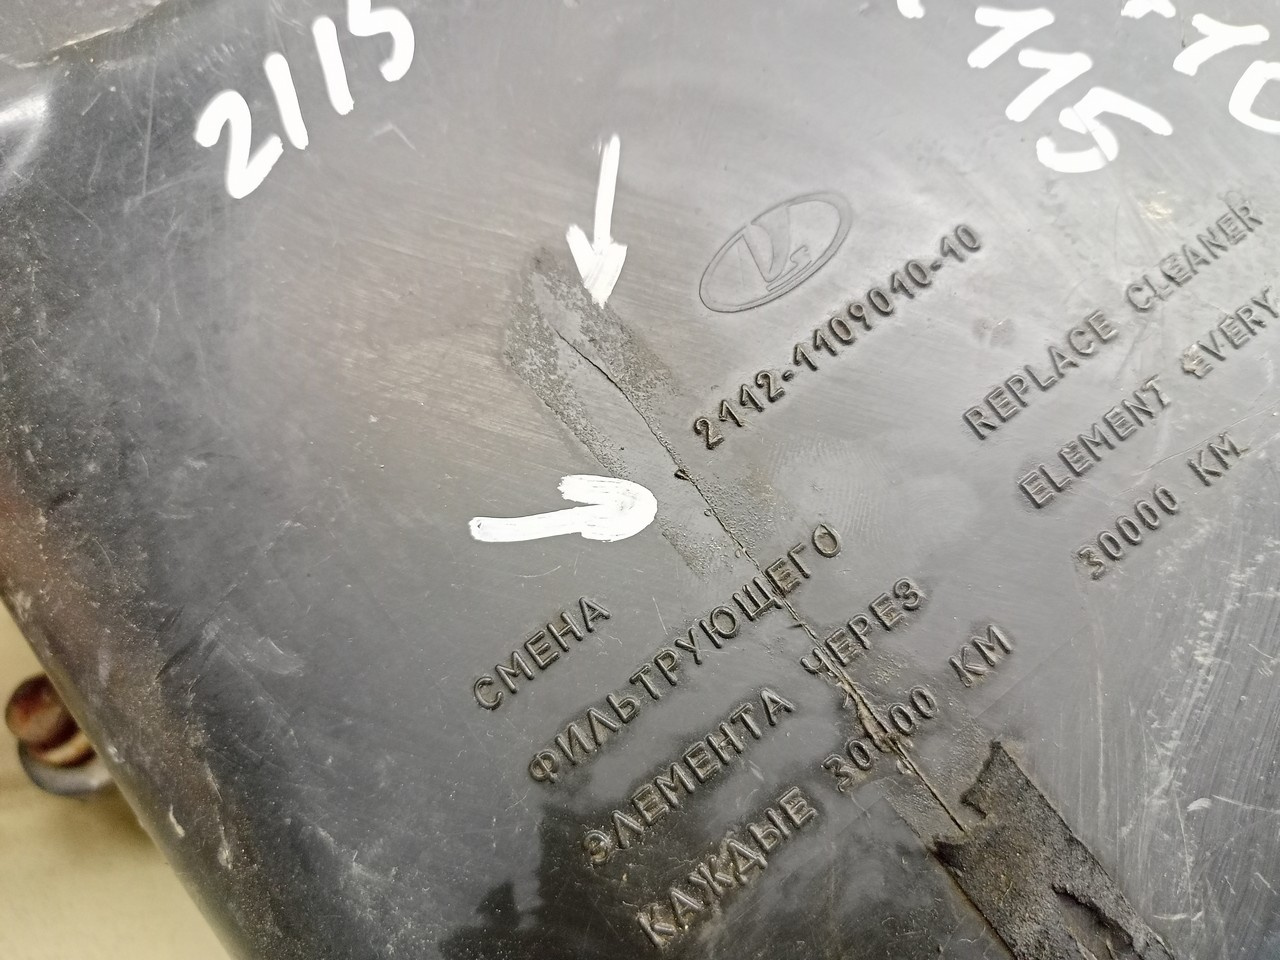 2115
115
2112-1109010-10
REPLACE CLEANER
ELEMENT EVERY
30000 KM
СМЕНА
ФИЛЬТРУЮЩЕГО
ЭЛЕМЕНТА ЧЕРЕЗ
КАЖДЫЕ 30000 КМ